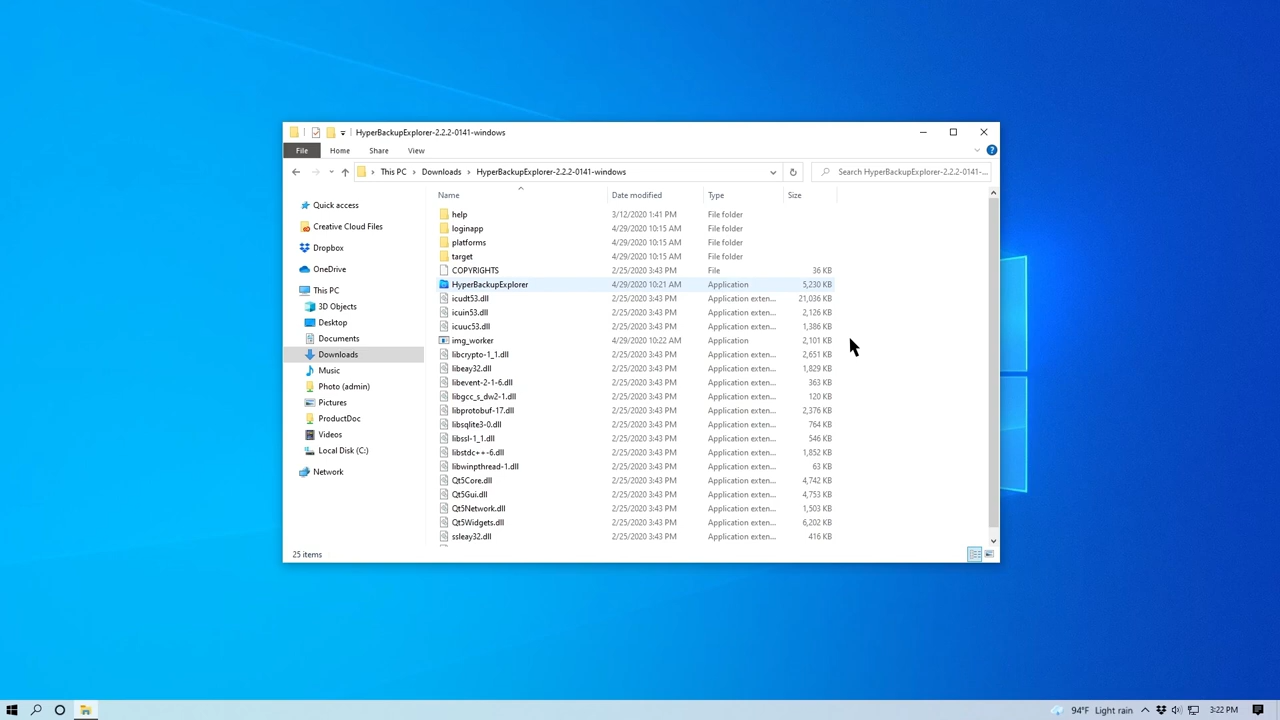 HyperBackupExplorer-2.2.2-0141-windows
File Home Share View
This PC Downloads HyperBackupExplorer-2.2.2-0141-windows Search HyperBackupExplorer-2.2.2-0141-...
Quick access
Creative Cloud Files
Dropbox
OneDrive
This PC
3D Objects
Desktop
Documents
Downloads
Music
Photo (admin)
Pictures
ProductDoc
Videos
Local Disk (C:)
Network
Name Date modified Type Size
help 3/12/2020 1:41 PM File folder
loginapp 4/29/2020 10:15 AM File folder
platforms 4/29/2020 10:15 AM File folder
target 4/29/2020 10:15 AM File folder
COPYRIGHTS 2/25/2020 3:43 PM File 36 KB
HyperBackupExplorer 4/29/2020 10:21 AM Application 5,230 KB
icudt53.dll 2/25/2020 3:43 PM Application exten... 21,036 KB
icuin53.dll 2/25/2020 3:43 PM Application exten... 2,126 KB
icuuc53.dll 2/25/2020 3:43 PM Application exten... 1,386 KB
img_worker 4/29/2020 10:22 AM Application 2,101 KB
libcrypto-1_1.dll 2/25/2020 3:43 PM Application exten... 2,651 KB
libeay32.dll 2/25/2020 3:43 PM Application exten... 1,829 KB
libevent-2-1-6.dll 2/25/2020 3:43 PM Application exten... 363 KB
libgcc_s_dw2-1.dll 2/25/2020 3:43 PM Application exten... 120 KB
libprotobuf-17.dll 2/25/2020 3:43 PM Application exten... 2,376 KB
libsqlite3-0.dll 2/25/2020 3:43 PM Application exten... 764 KB
libssl-1_1.dll 2/25/2020 3:43 PM Application exten... 546 KB
libstdc++-6.dll 2/25/2020 3:43 PM Application exten... 1,852 KB
libwinpthread-1.dll 2/25/2020 3:43 PM Application exten... 63 KB
Qt5Core.dll 2/25/2020 3:43 PM Application exten... 4,742 KB
Qt5Gui.dll 2/25/2020 3:43 PM Application exten... 4,753 KB
Qt5Network.dll 2/25/2020 3:43 PM Application exten... 1,503 KB
Qt5Widgets.dll 2/25/2020 3:43 PM Application exten... 6,202 KB
ssleay32.dll 2/25/2020 3:43 PM Application exten... 416 KB
25 items
94°F Light rain 3:22 PM